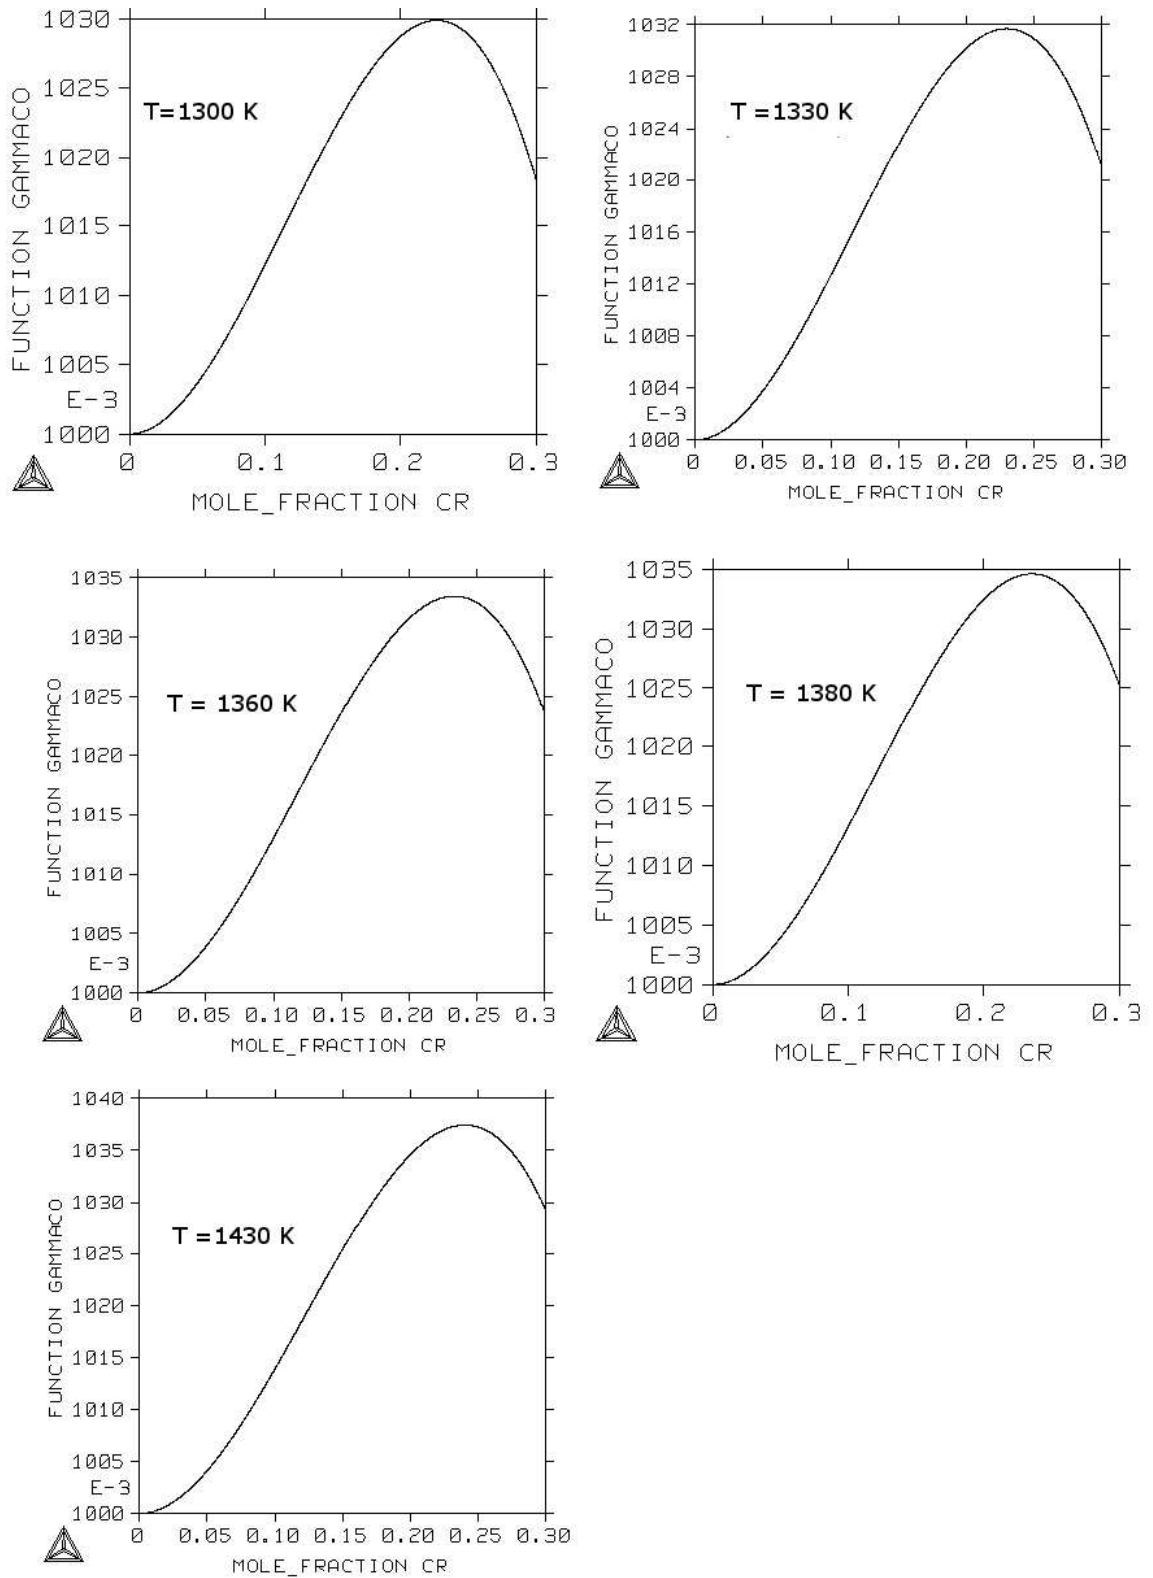 1030
1025
1020
1015
1010
1005
E-3
1000
FUNCTION GAMMACO
T=1300 K
0 0.1 0.2 0.3
MOLE_FRACTION CR
1032
1028
1024
1020
1016
1012
1008
1004
E-3
1000
FUNCTION GAMMACO
T =1330 K
0 0.05 0.10 0.15 0.20 0.25 0.30
MOLE_FRACTION CR
1035
1030
1025
1020
1015
1010
1005
E-3
1000
FUNCTION GAMMACO
T = 1360 K
0 0.05 0.10 0.15 0.20 0.25 0.3
MOLE_FRACTION CR
1035
1030
1025
1020
1015
1010
1005
E-3
1000
FUNCTION GAMMACO
T = 1380 K
0 0.1 0.2 0.3
MOLE_FRACTION CR
1040
1035
1030
1025
1020
1015
1010
1005
E-3
1000
FUNCTION GAMMACO
T =1430 K
0 0.05 0.10 0.15 0.20 0.25 0.30
MOLE_FRACTION CR